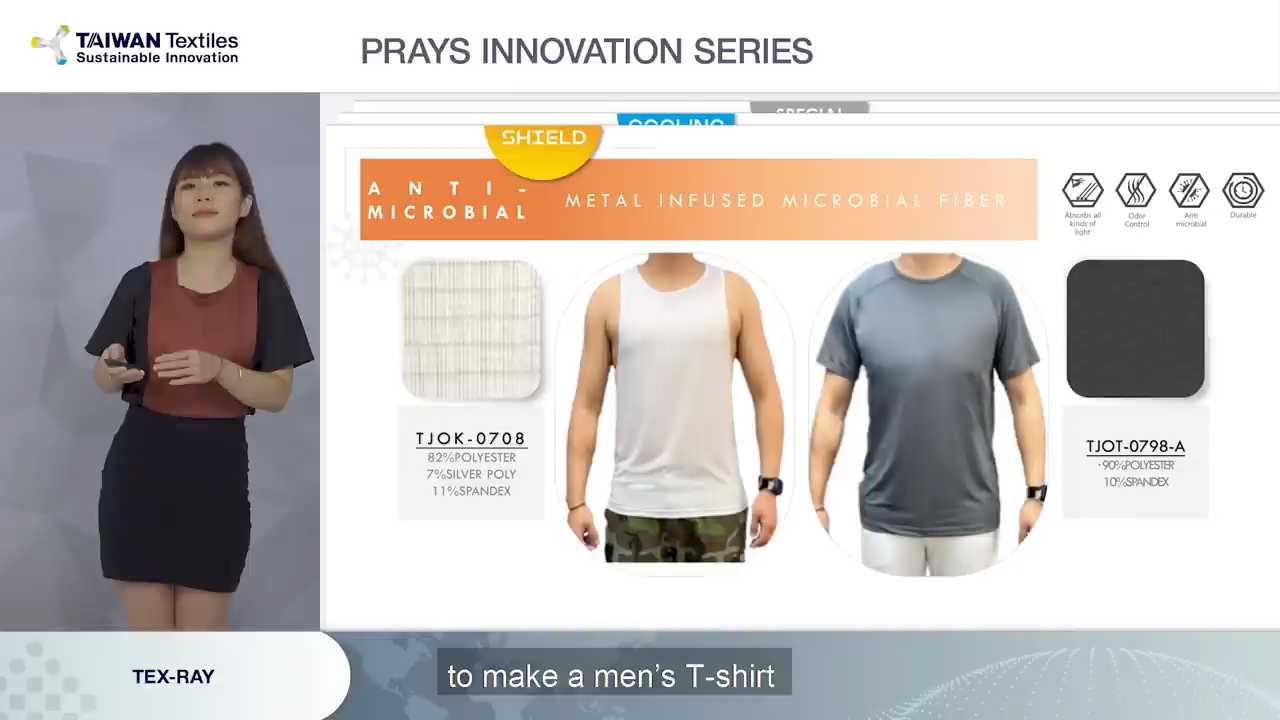 TAIWAN Textiles
Sustainable Innovation
PRAYS INNOVATION SERIES
SPECIAL
COOLING
SHIELD
ANTI-
MICROBIAL
METAL INFUSED MICROBIAL FIBER
Absorbs all
kinds of
light
Odor
Control
Anti
microbial
Durable
TJOK-0708
82%POLYESTER
7%SILVER POLY
11%SPANDEX
TJOT-0798-A
·90%POLYESTER
10%SPANDEX
TEX-RAY
to make a men's T-shirt